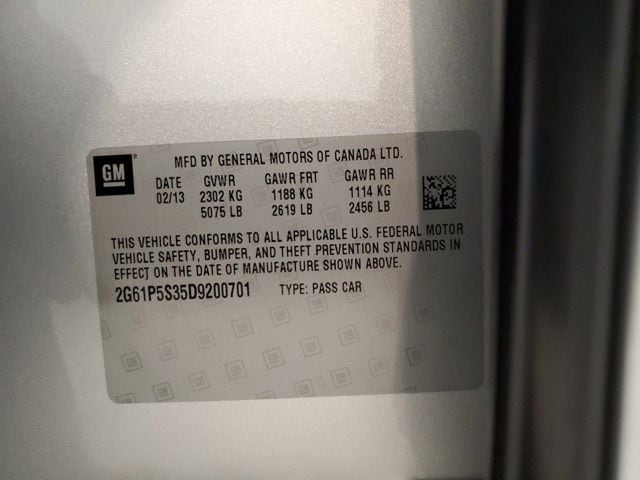 GM
MFD BY GENERAL MOTORS OF CANADA LTD.
DATE GVWR GAWR FRT GAWR RR
02/13 2302 KG 1188 KG 1114 KG
5075 LB 2619 LB 2456 LB
THIS VEHICLE CONFORMS TO ALL APPLICABLE U.S. FEDERAL MOTOR
VEHICLE SAFETY, BUMPER, AND THEFT PREVENTION STANDARDS IN
EFFECT ON THE DATE OF MANUFACTURE SHOWN ABOVE.
2G61P5S35D9200701 TYPE: PASS CAR